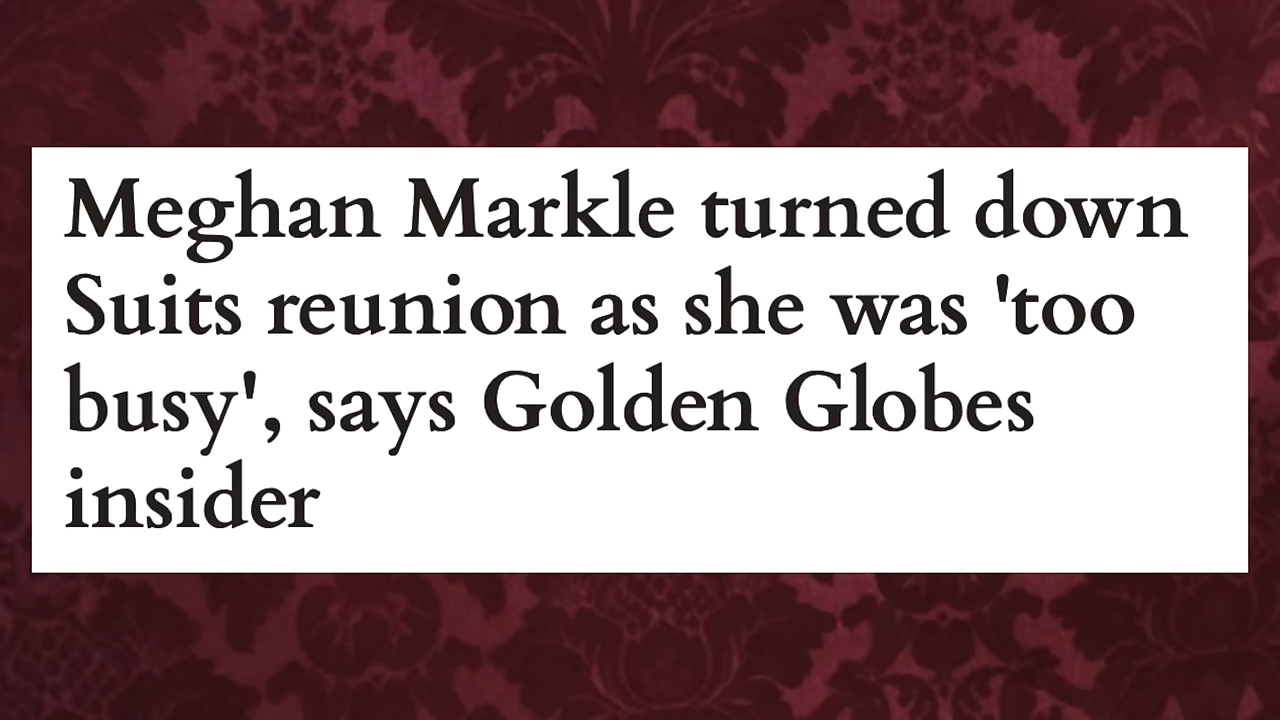 Meghan Markle turned down
Suits reunion as she was 'too
busy', says Golden Globes
insider